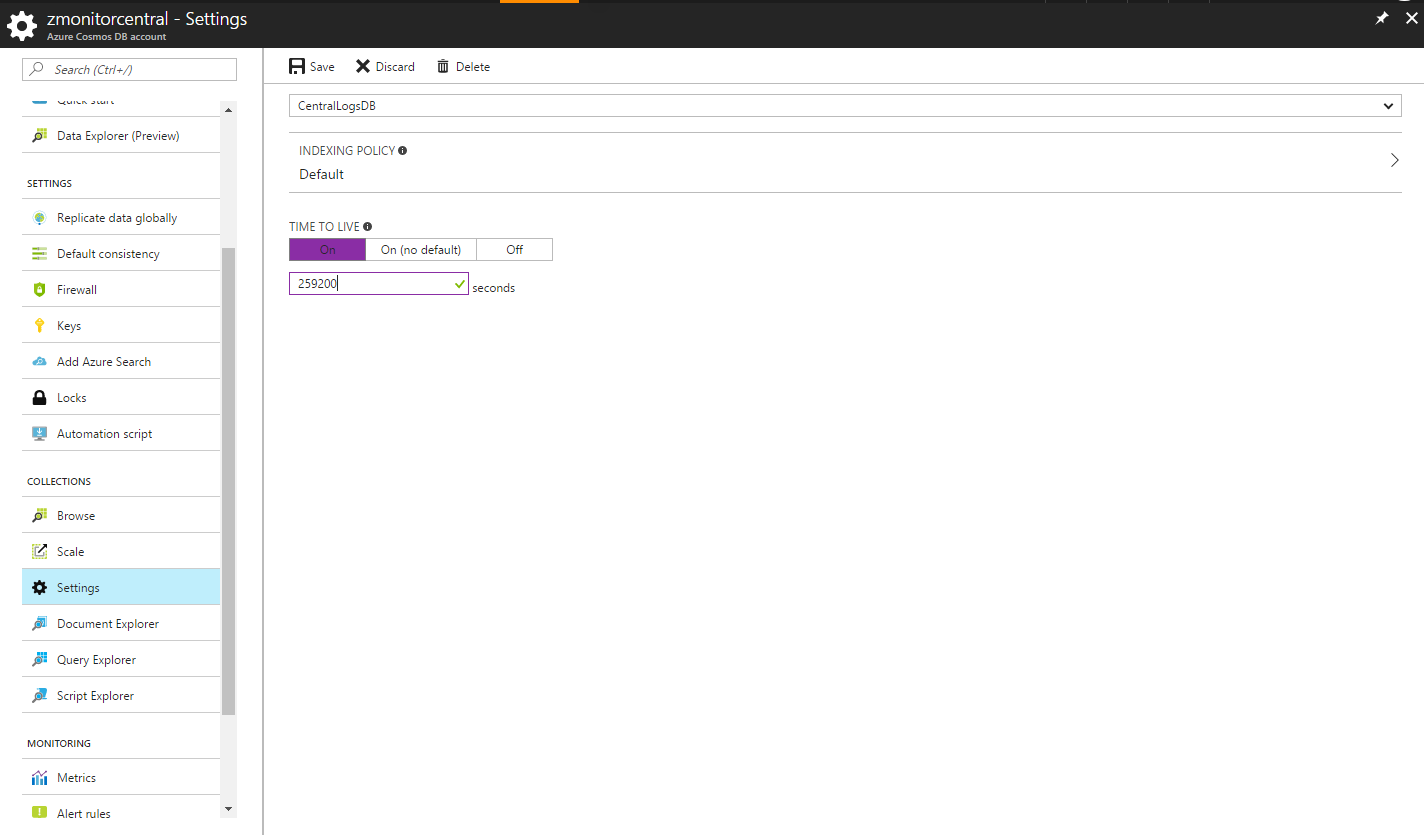 zmonitorcentral - Settings
Azure Cosmos DB account
Search (Ctrl+/)
Quick start
Data Explorer (Preview)
SETTINGS
Replicate data globally
Default consistency
Firewall
Keys
Add Azure Search
Locks
Automation script
COLLECTIONS
Browse
Scale
Settings
Document Explorer
Query Explorer
Script Explorer
MONITORING
Metrics
Alert rules
Save Discard Delete
CentralLogsDB
INDEXING POLICY
Default
TIME TO LIVE
On On (no default) Off
259200 seconds